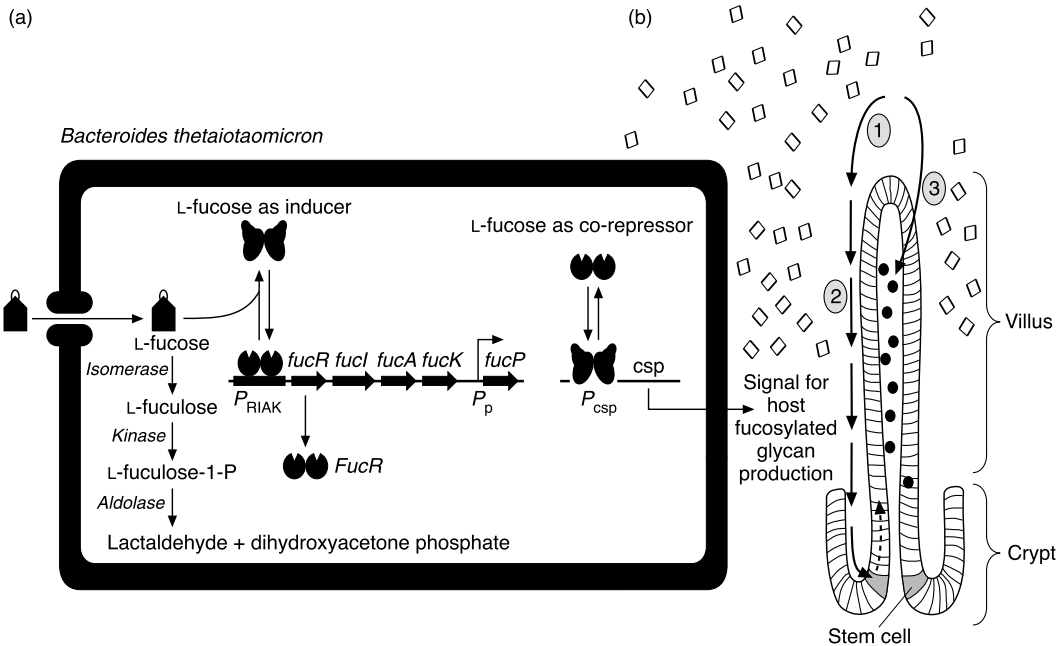 (a)
(b)
Bacteroides thetaiotaomicron
L-fucose as inducer
L-fucose as co-repressor
L-fucose
Isomerase
L-fuculose
Kinase
L-fuculose-1-P
Aldolase
Lactaldehyde + dihydroxyacetone phosphate
fucR fucI fucA fucK fucP
PRIAK
Pp
FucR
csp
Pcsp
Signal for
host
fucosylated
glycan
production
1
2
3
Villus
Crypt
Stem cell